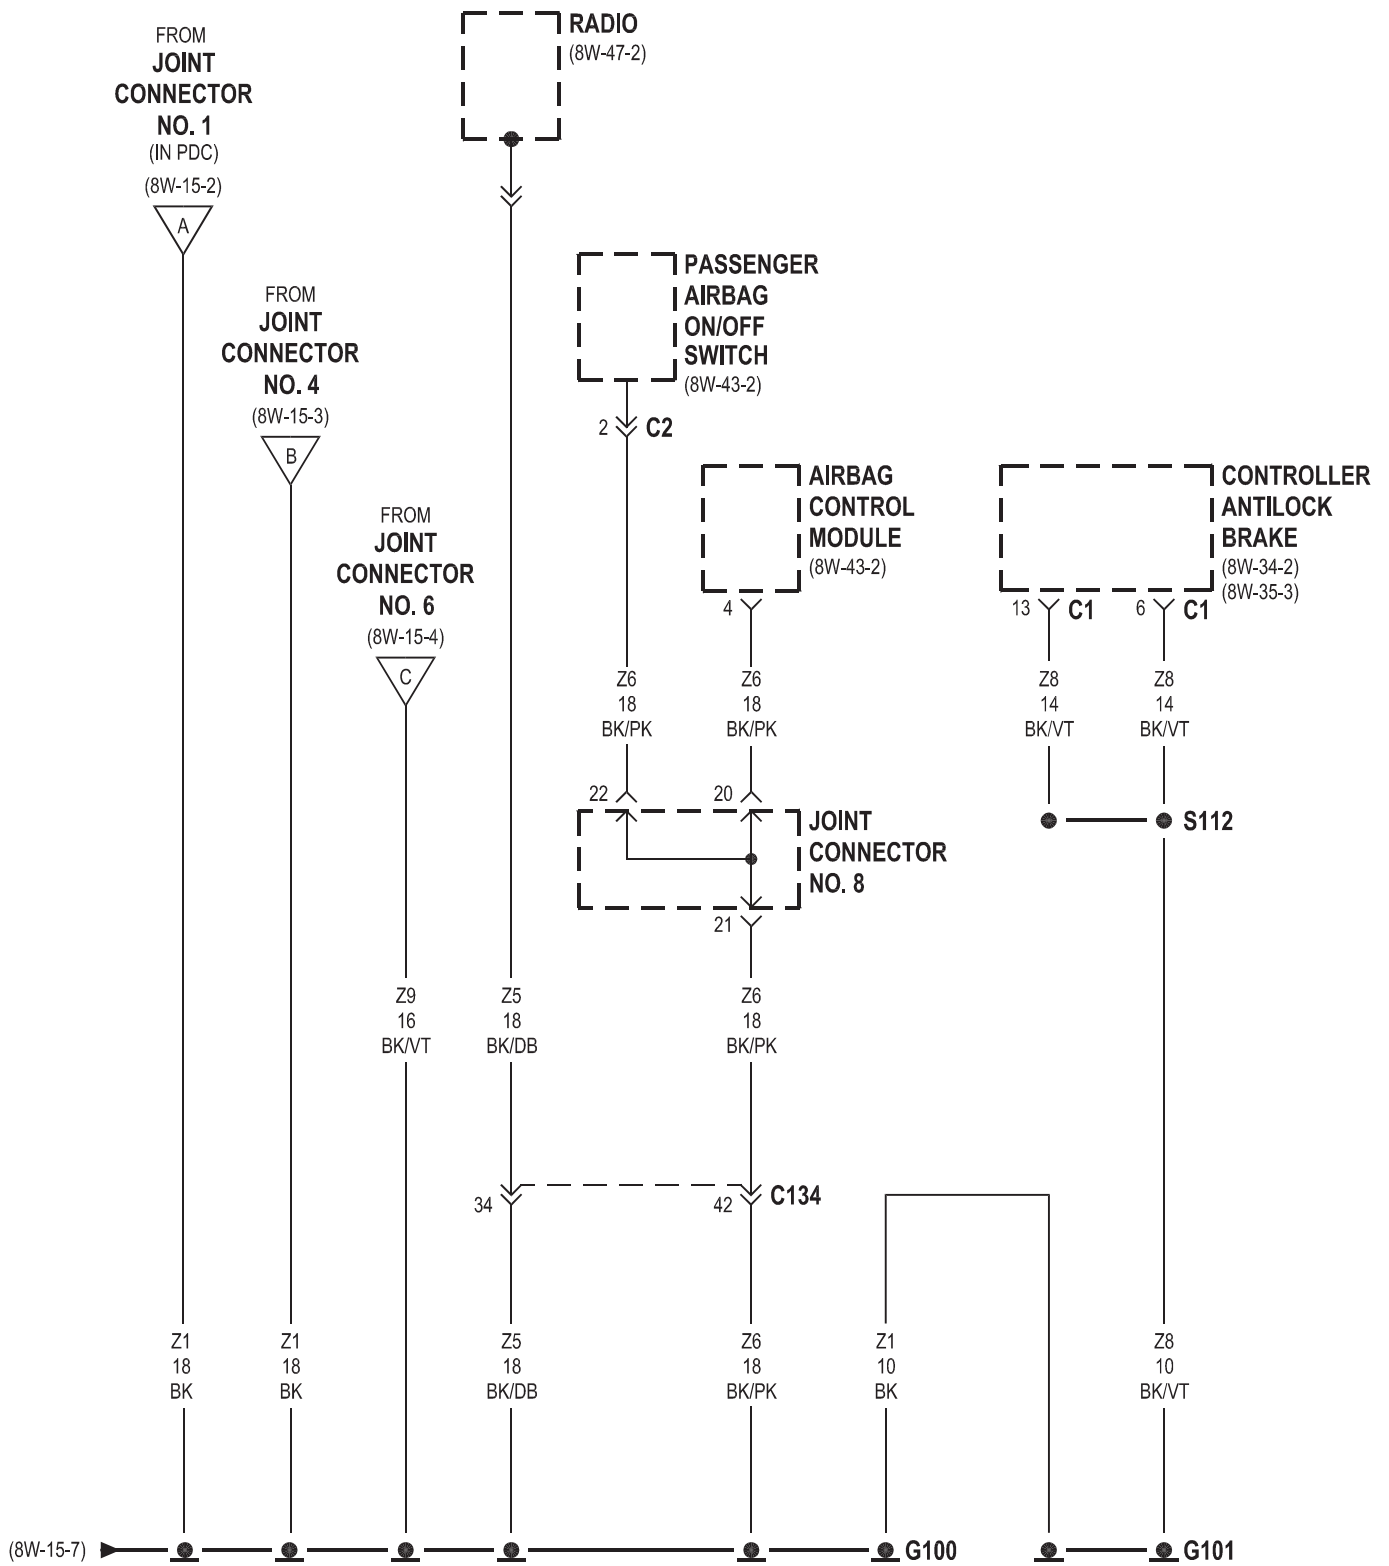 FROM
JOINT
CONNECTOR
NO. 1
(IN PDC)
(8W-15-2)
A
RADIO
(8W-47-2)
FROM
JOINT
CONNECTOR
NO. 4
(8W-15-3)
B
PASSENGER
AIRBAG
ON/OFF
SWITCH
(8W-43-2)
2
C2
FROM
JOINT
CONNECTOR
NO. 6
(8W-15-4)
C
AIRBAG
CONTROL
MODULE
(8W-43-2)
4
CONTROLLER
ANTILOCK
BRAKE
(8W-34-2)
(8W-35-3)
13
C1
6
C1
Z6
18
BK/PK
Z6
18
BK/PK
Z8
14
BK/VT
Z8
14
BK/VT
22
20
JOINT
CONNECTOR
NO. 8
21
S112
Z9
16
BK/VT
Z5
18
BK/DB
Z6
18
BK/PK
34
42
C134
Z1
18
BK
Z1
18
BK
Z5
18
BK/DB
Z6
18
BK/PK
Z1
10
BK
Z8
10
BK/VT
(8W-15-7)
G100
G101